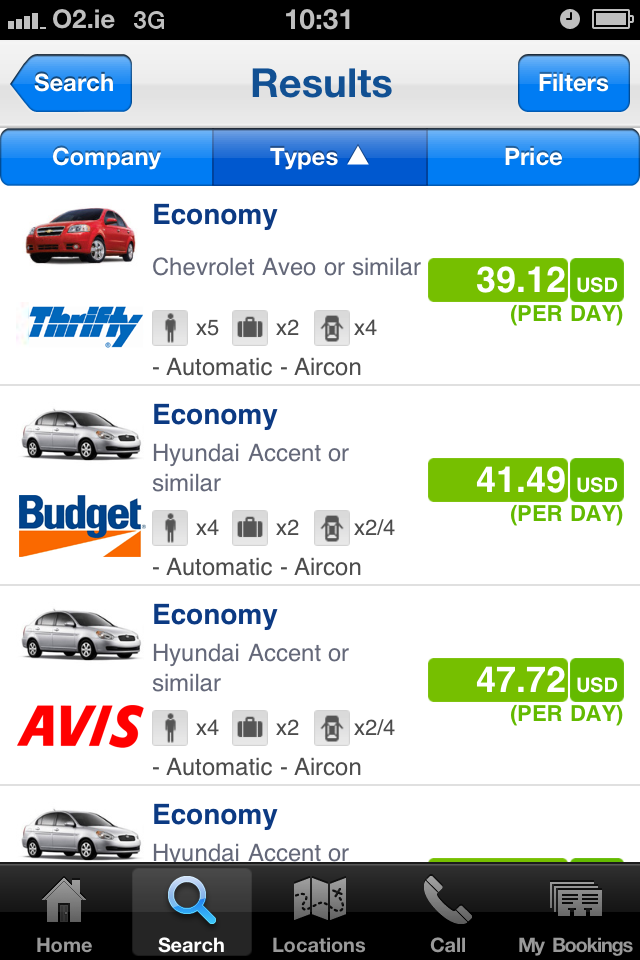 O2.ie 3G 10:31
Search Results Filters
Company Types ▲ Price
Economy
Chevrolet Aveo or similar
39.12 USD
(PER DAY)
Thrifty®
x5 x2 x4
- Automatic - Aircon
Economy
Hyundai Accent or
similar
41.49 USD
(PER DAY)
Budget®
x4 x2 x2/4
- Automatic - Aircon
Economy
Hyundai Accent or
similar
47.72 USD
(PER DAY)
AVIS®
x4 x2 x2/4
- Automatic - Aircon
Economy
Hyundai Accent or
Home Search Locations Call My Bookings